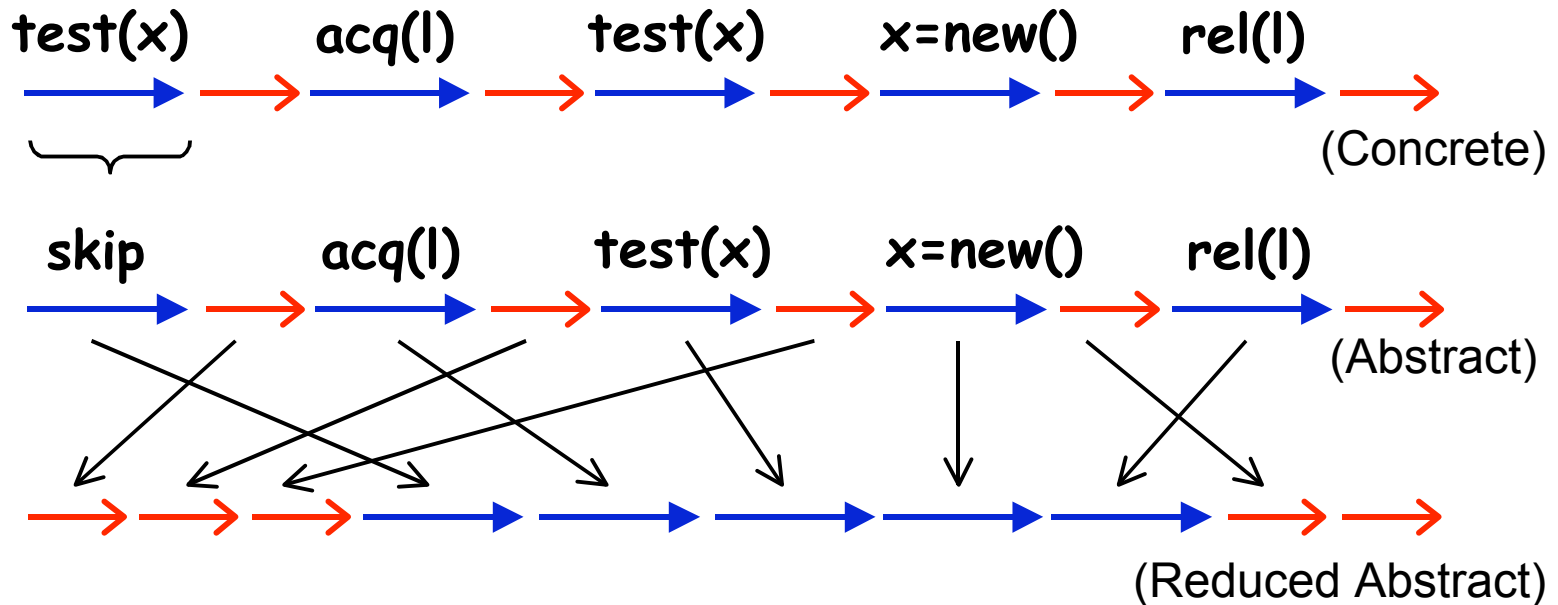 test(x) acq(l) test(x) x=new() rel(l)
(Concrete)
skip acq(l) test(x) x=new() rel(l)
(Abstract)
(Reduced Abstract)